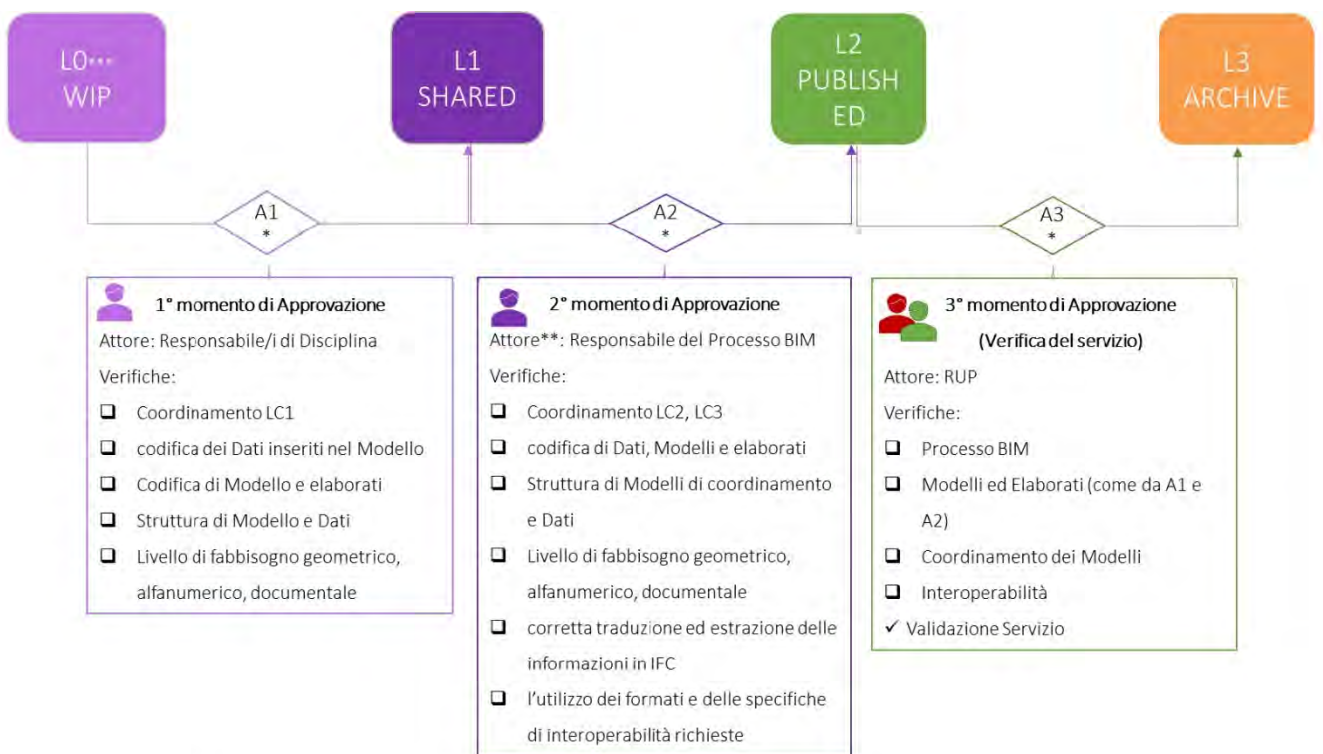 L0...
WIP
L1
SHARED
L2
PUBLISH
ED
L3
ARCHIVE
A1
*
A2
*
A3
*
1° momento di Approvazione
Attore: Responsabile/i di Disciplina
Verifiche:
❑ Coordinamento LC1
❑ codifica dei Dati inseriti nel Modello
❑ Codifica di Modello e elaborati
❑ Struttura di Modello e Dati
❑ Livello di fabbisogno geometrico,
alfanumerico, documentale
2° momento di Approvazione
Attore**: Responsabile del Processo BIM
Verifiche:
❑ Coordinamento LC2, LC3
❑ codifica di Dati, Modelli e elaborati
❑ Struttura di Modelli di coordinamento
e Dati
❑ Livello di fabbisogno geometrico,
alfanumerico, documentale
❑ corretta traduzione ed estrazione delle
informazioni in IFC
❑ l'utilizzo dei formati e delle specifiche
di interoperabilità richieste
3° momento di Approvazione
(Verifica del servizio)
Attore: RUP
Verifiche:
❑ Processo BIM
❑ Modelli ed Elaborati (come da A1 e
A2)
❑ Coordinamento dei Modelli
❑ Interoperabilità
✓ Validazione Servizio